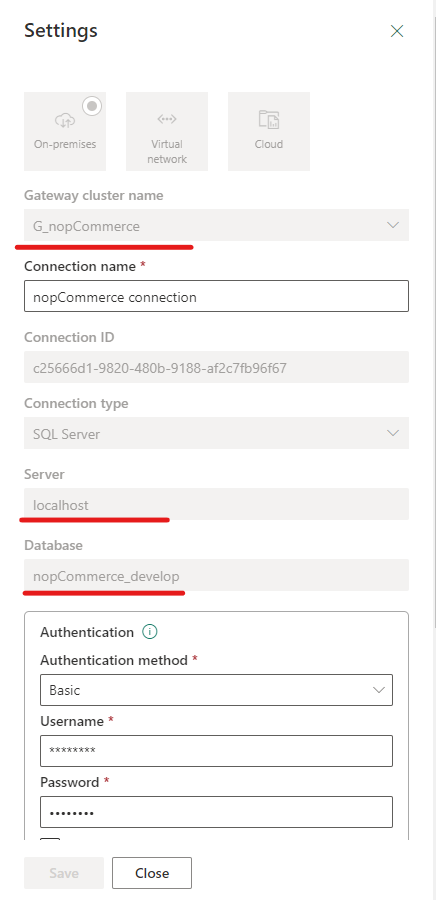 Settings
On-premises
Virtual
network
Cloud
Gateway cluster name
G_nopCommerce
Connection name *
nopCommerce connection
Connection ID
c25666d1-9820-480b-9188-af2c7fb96f67
Connection type
SQL Server
Server
localhost
Database
nopCommerce_develop
Authentication
Authentication method *
Basic
Username *
********
Password *
••••••••
Save
Close